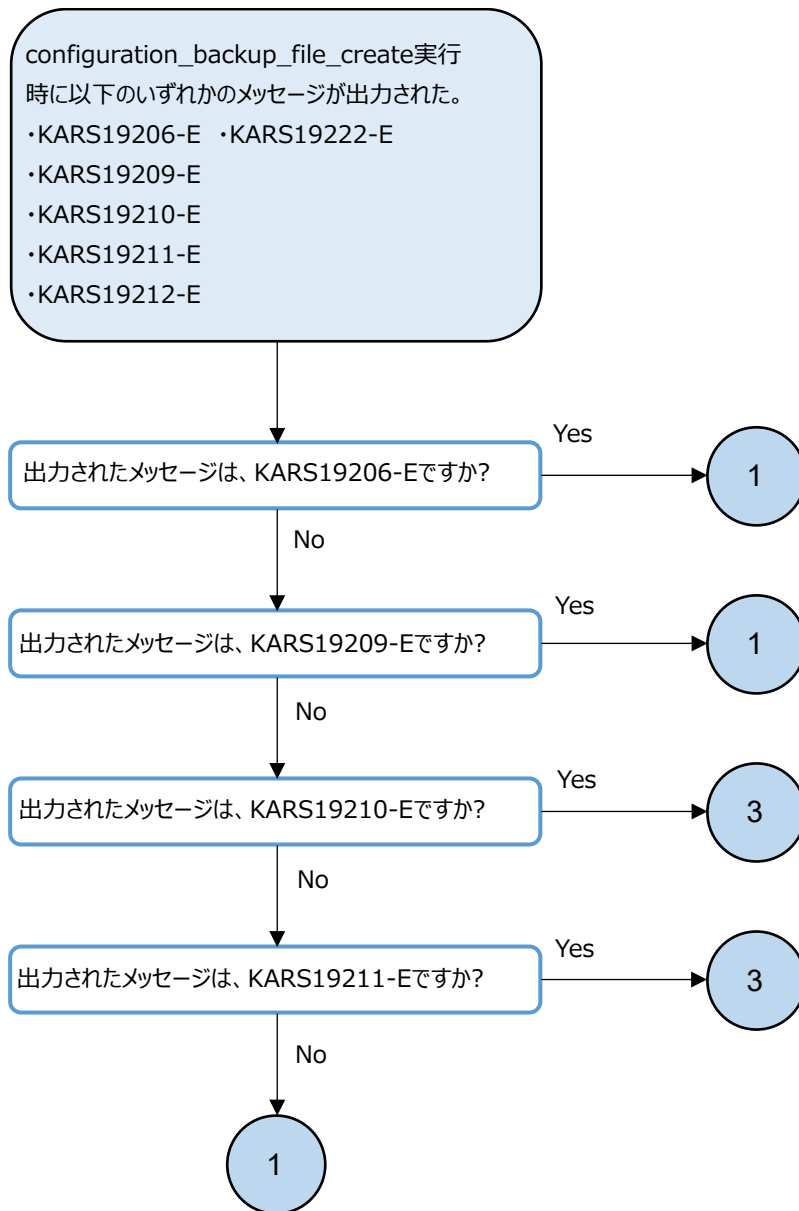 configuration_backup_file_create実行
時に以下のいずれかのメッセージが出力された。
・KARS19206-E ・KARS19222-E
・KARS19209-E
・KARS19210-E
・KARS19211-E
・KARS19212-E
出力されたメッセージは、KARS19206-Eですか?
Yes
1
No
出力されたメッセージは、KARS19209-Eですか?
Yes
1
No
出力されたメッセージは、KARS19210-Eですか?
Yes
3
No
出力されたメッセージは、KARS19211-Eですか?
Yes
3
No
1